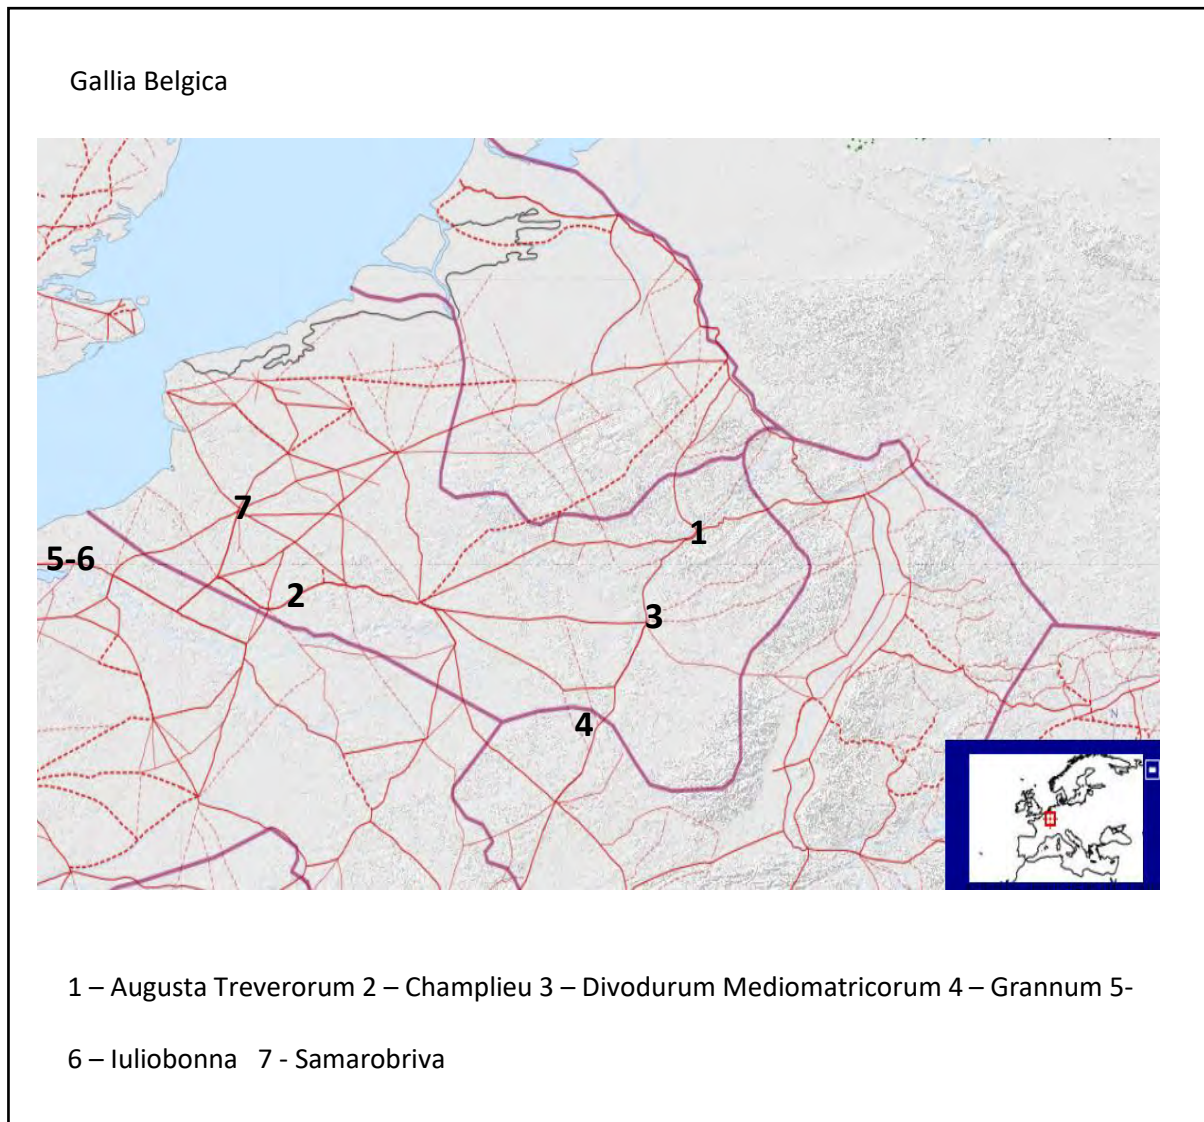 Gallia Belgica
7
5-6
1
2
3
4
N
1 – Augusta Treverorum 2 – Champlieu 3 – Divodurum Mediomatricorum 4 – Grannum 5-
6 – Iuliobonna 7 - Samarobriva